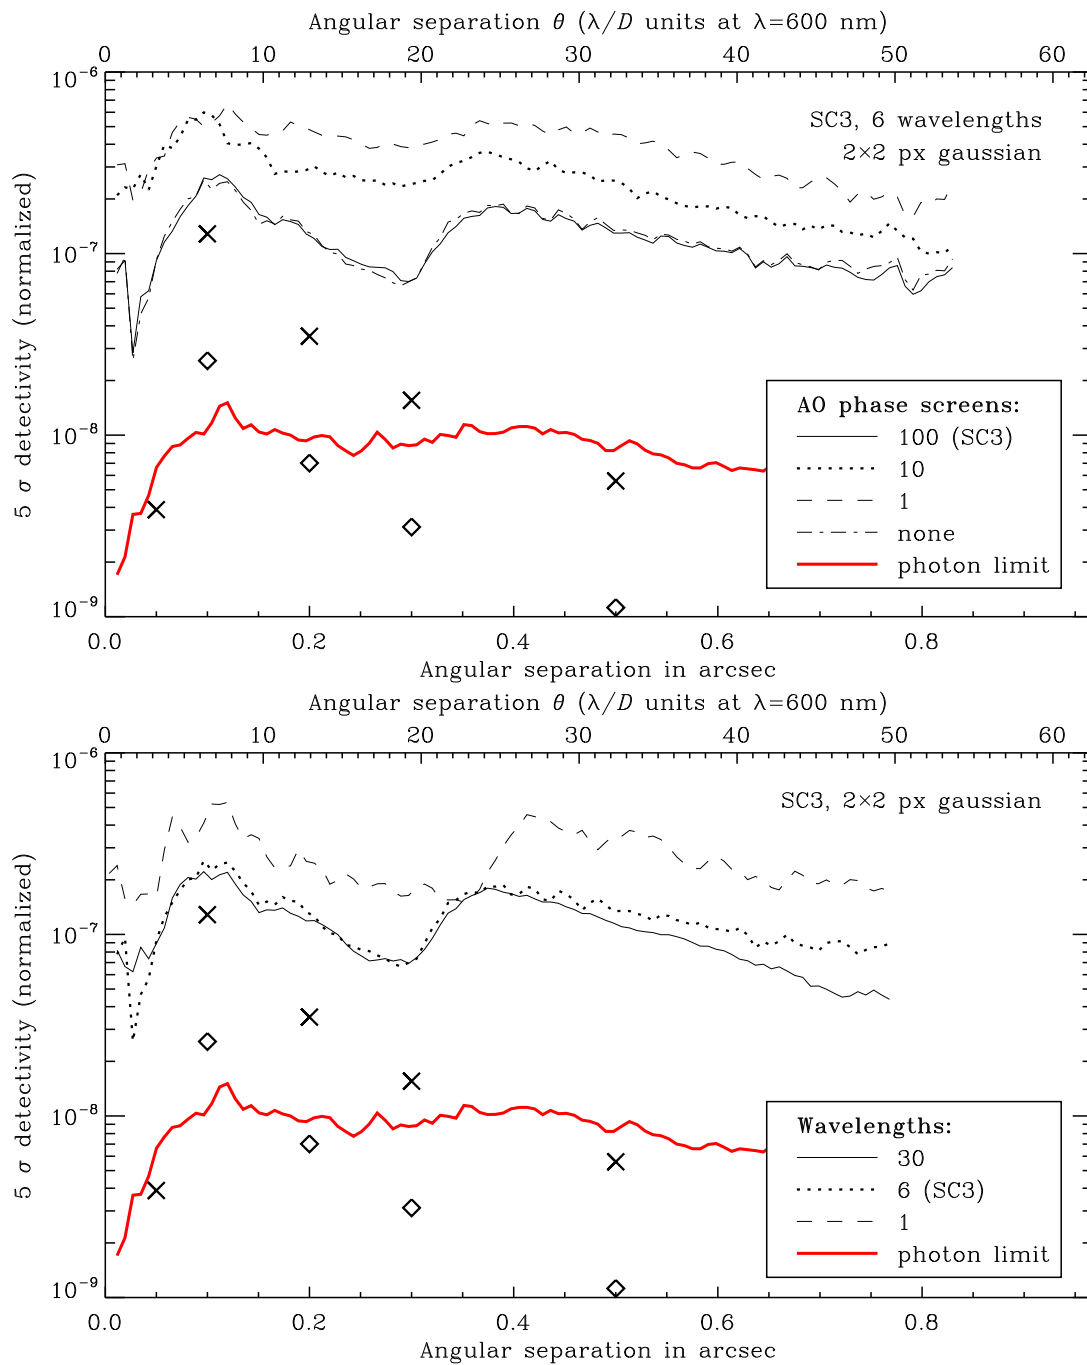 Angular separation θ (λ/D units at λ=600 nm)
0 10 20 30 40 50 60
10⁻⁶
10⁻⁷
10⁻⁸
10⁻⁹
5 σ detectivity (normalized)
SC3, 6 wavelengths
2×2 px gaussian
AO phase screens:
100 (SC3)
10
1
none
photon limit
0.0 0.2 0.4 0.6 0.8
Angular separation in arcsec
Angular separation θ (λ/D units at λ=600 nm)
0 10 20 30 40 50 60
10⁻⁶
10⁻⁷
10⁻⁸
10⁻⁹
5 σ detectivity (normalized)
SC3, 2×2 px gaussian
Wavelengths:
30
6 (SC3)
1
photon limit
0.0 0.2 0.4 0.6 0.8
Angular separation in arcsec